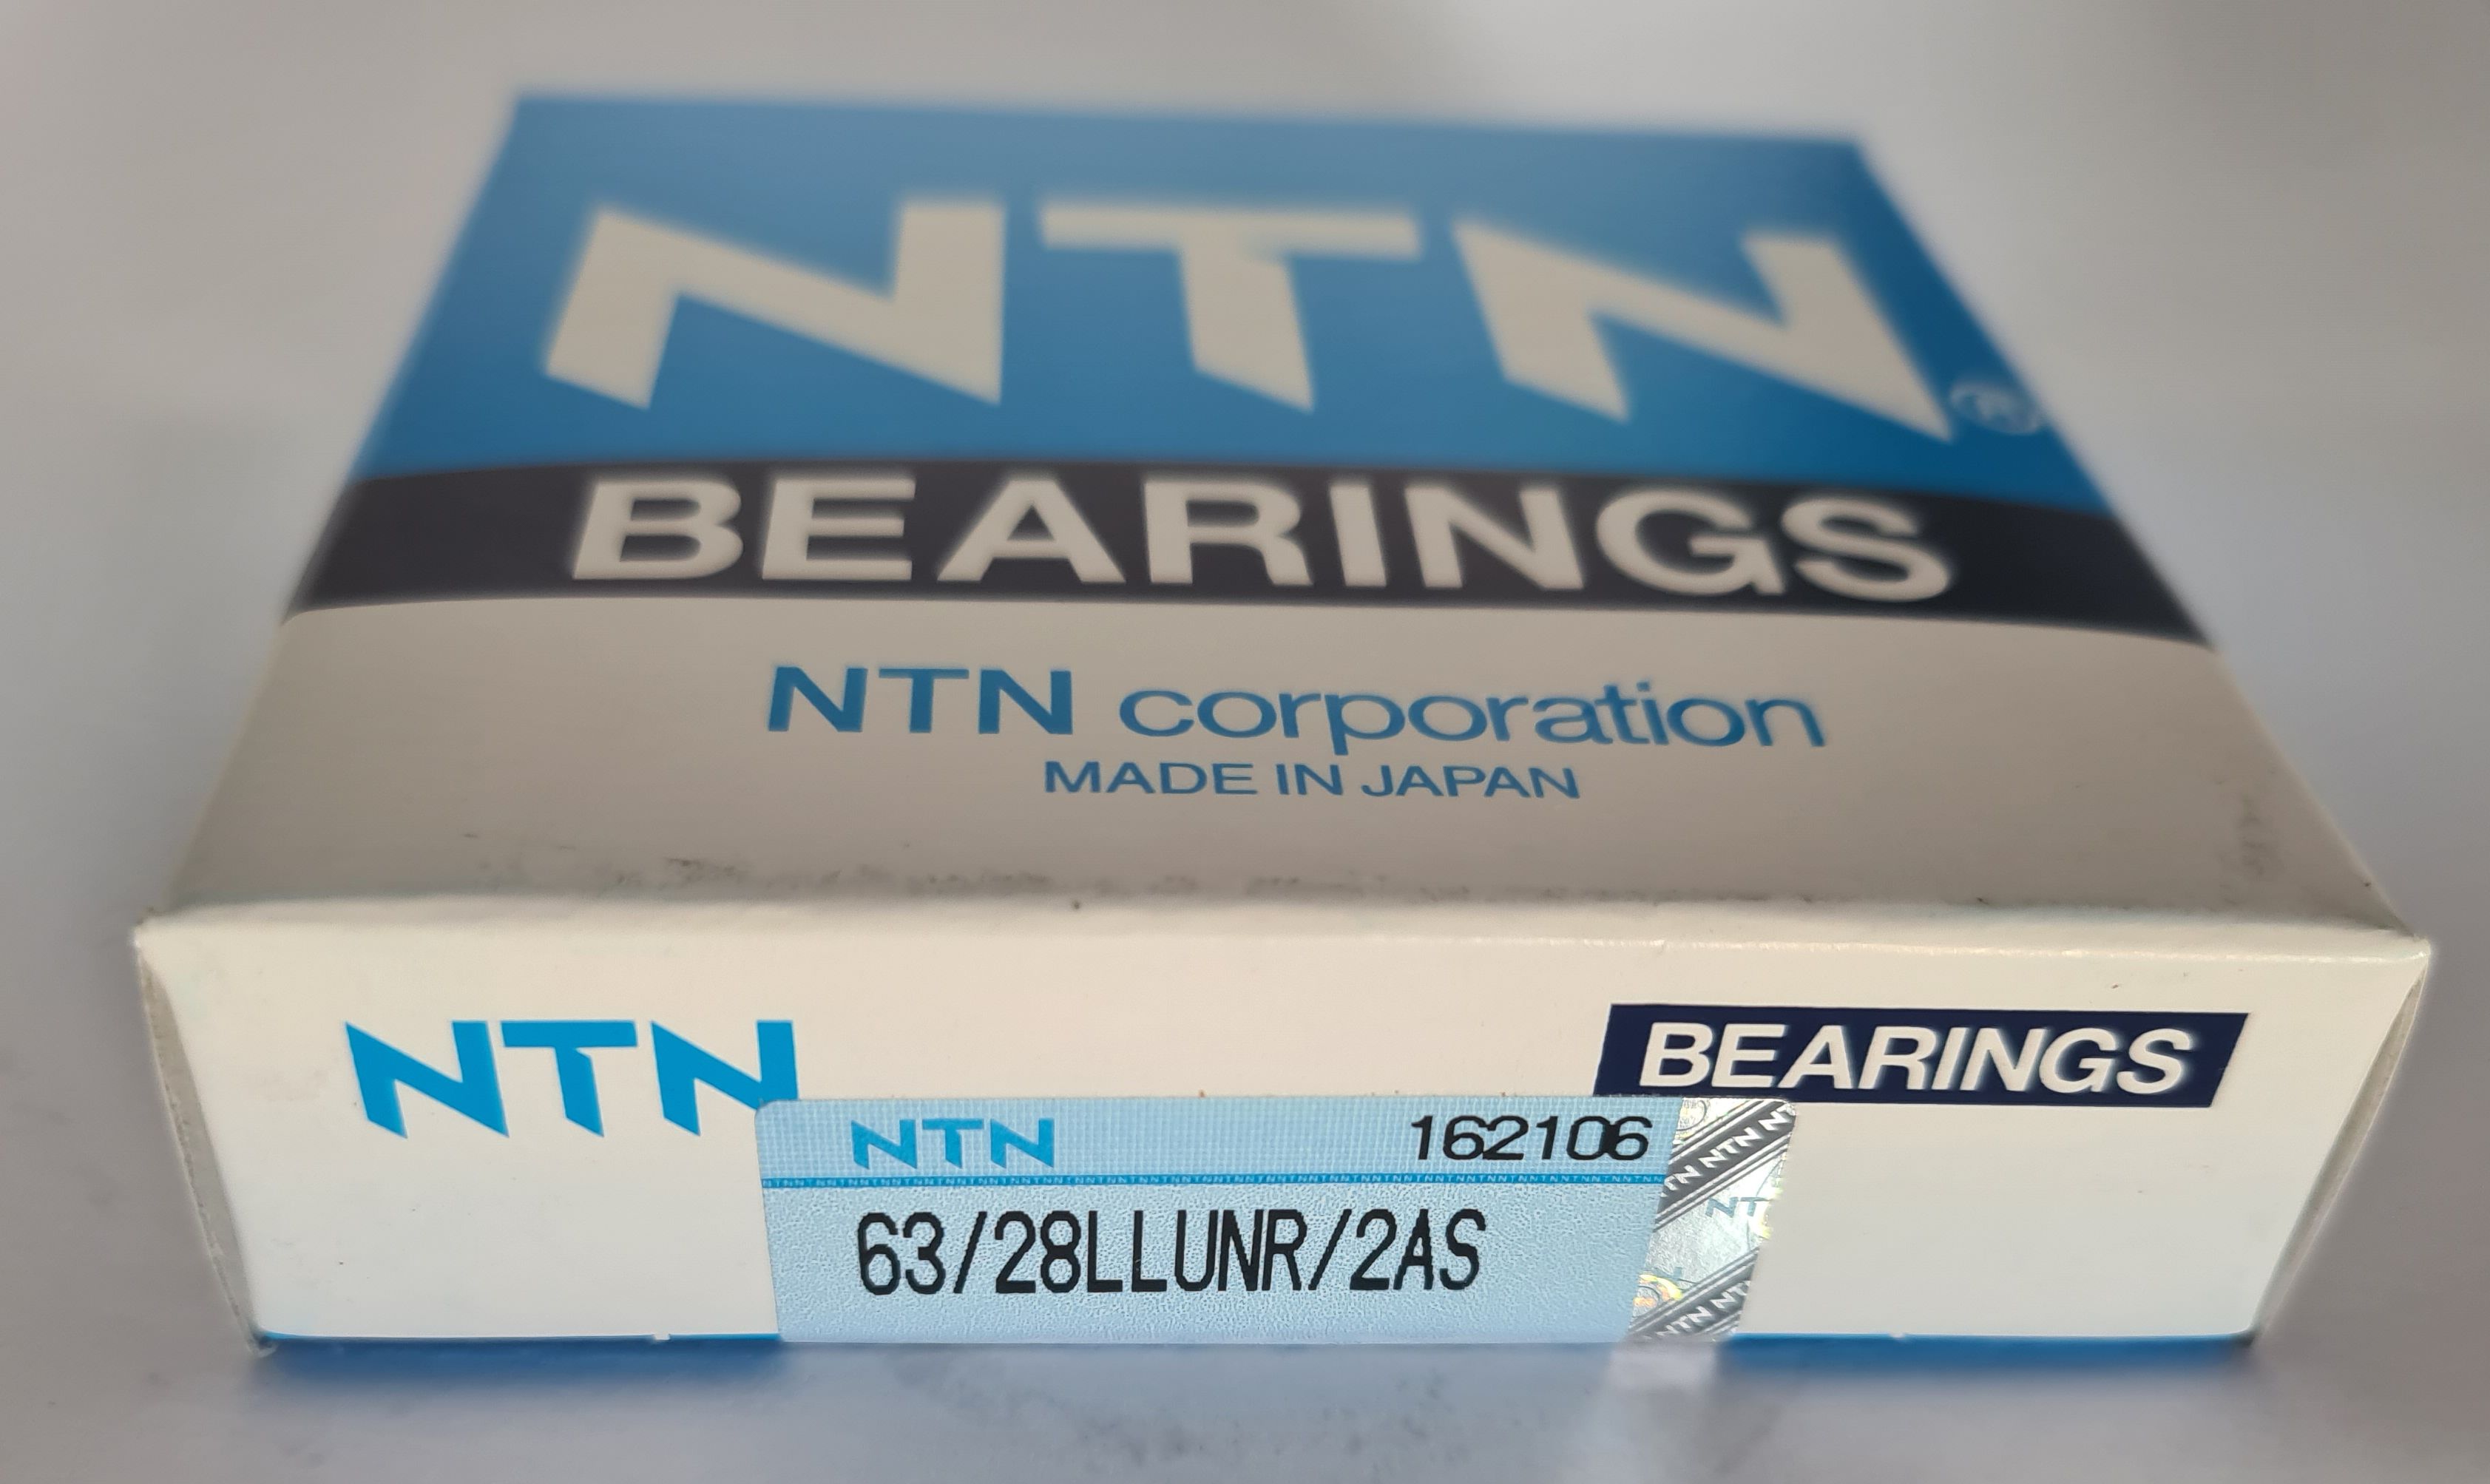 NTN®
BEARINGS
NTN corporation
MADE IN JAPAN
NTN
BEARINGS
NTN 162106
63/28LLUNR/2AS